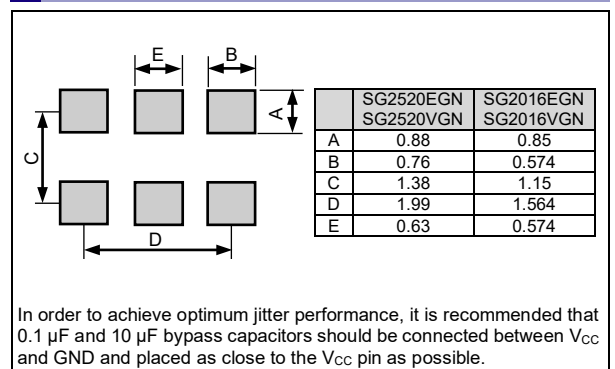 E
B
A
C
D
SG2520EGN SG2016EGN
SG2520VGN SG2016VGN
A 0.88 0.85
B 0.76 0.574
C 1.38 1.15
D 1.99 1.564
E 0.63 0.574
In order to achieve optimum jitter performance, it is recommended that
0.1 µF and 10 µF bypass capacitors should be connected between VCC
and GND and placed as close to the VCC pin as possible.